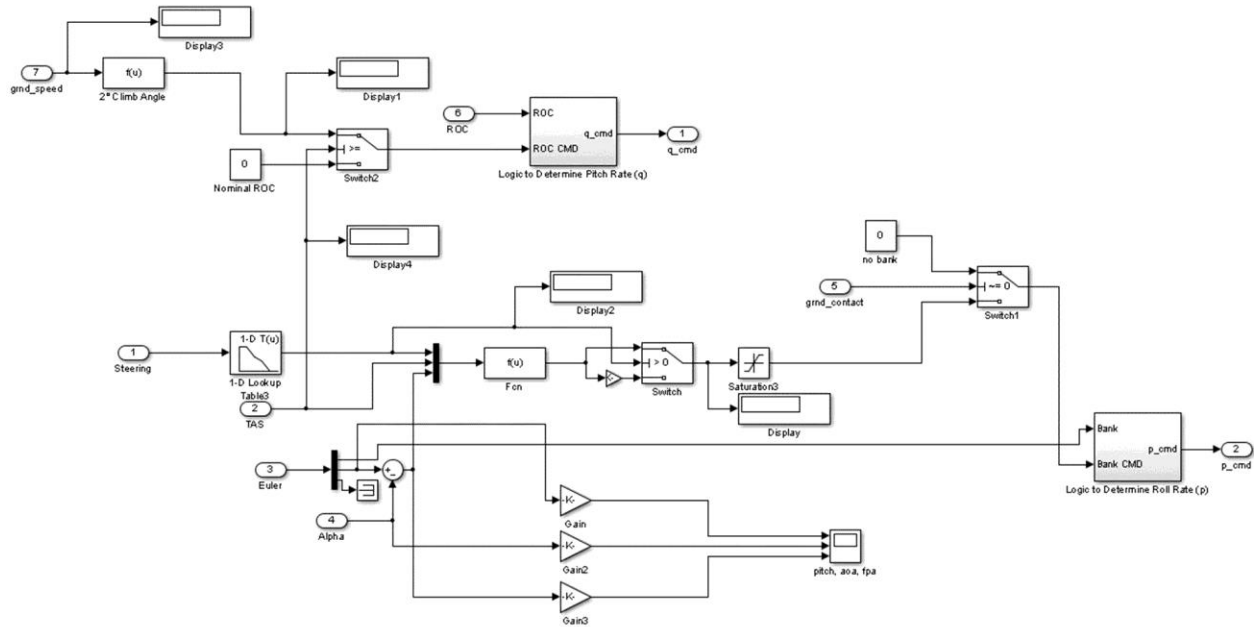 Display3
7
grnd_speed
f(u)
2° Climb Angle
Display1
6
ROC
ROC
q_cmd
ROC CMD
Logic to Determine Pitch Rate (q)
1
q_cmd
>=
Switch2
0
Nominal ROC
Display4
0
no bank
5
grnd_contact
~= 0
Switch1
Display2
1
Steering
1-D T(u)
1-D Lookup
Table3
2
TAS
f(u)
Fcn
> 0
Switch
Saturation3
Display
Bank
p_cmd
Bank CMD
Logic to Determine Roll Rate (p)
2
p_cmd
3
Euler
+
-
4
Alpha
-K-
Gain
-K-
Gain2
-K-
Gain3
pitch, aoa, fpa